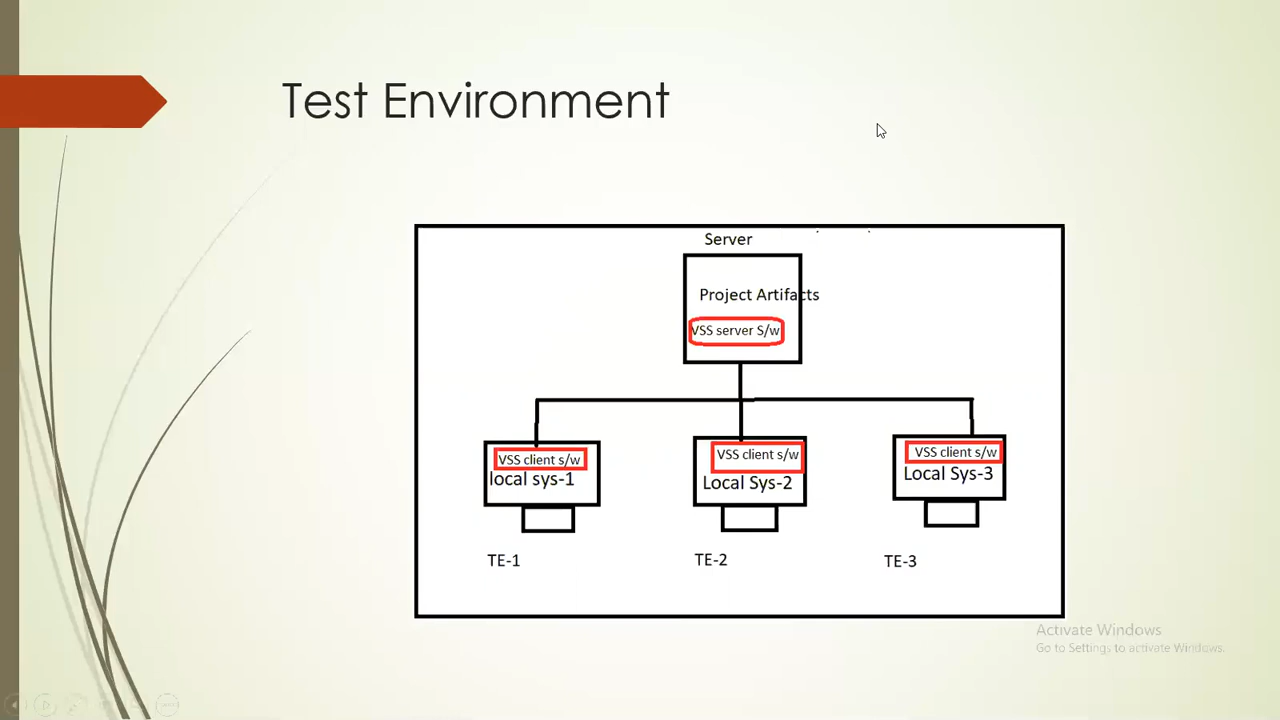 Test Environment
Server
Project Artifacts
VSS server S/w
VSS client s/w
local sys-1
VSS client s/w
Local Sys-2
VSS client s/w
Local Sys-3
TE-1
TE-2
TE-3
Activate Windows
Go to Settings to activate Windows.